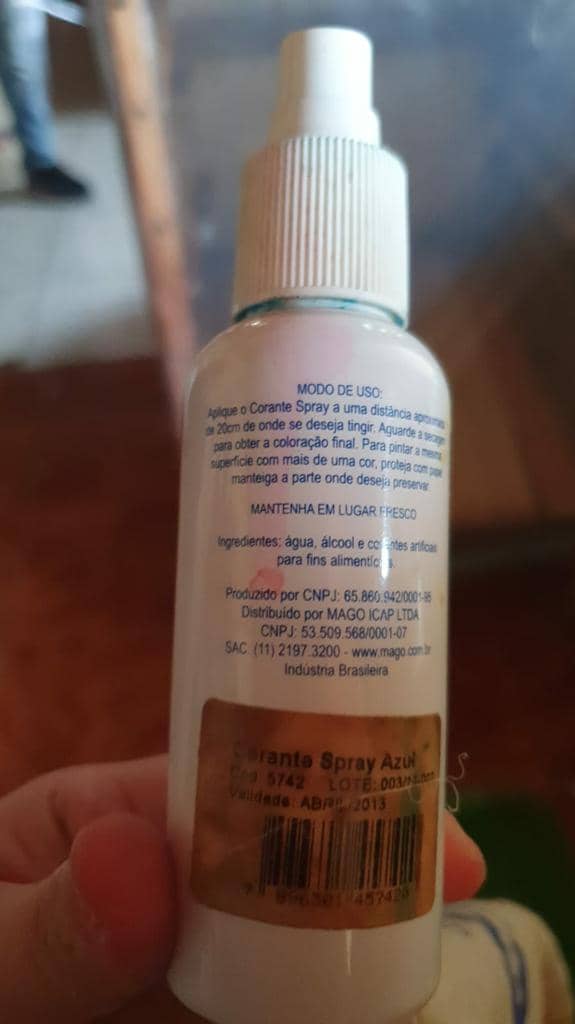 MODO DE USO:
Aplique o Corante Spray a uma distância aproximada
de 20cm de onde se deseja tingir. Aguarde a secagem
para obter a coloração final. Para pintar a mesma
superfície com mais de uma cor, proteja com papel
manteiga a parte onde deseja preservar.
MANTENHA EM LUGAR FRESCO
Ingredientes: água, álcool e corantes artificiais
para fins alimentícios.
Produzido por CNPJ: 65.860.942/0001-95
Distribuído por MAGO ICAP LTDA
CNPJ: 53.509.568/0001-07
SAC. (11) 2197.3200 - www.mago.com.br
Indústria Brasileira
Corante Spray Azul
Cód. 5742 LOTE:
Validade: ABRIL/2013